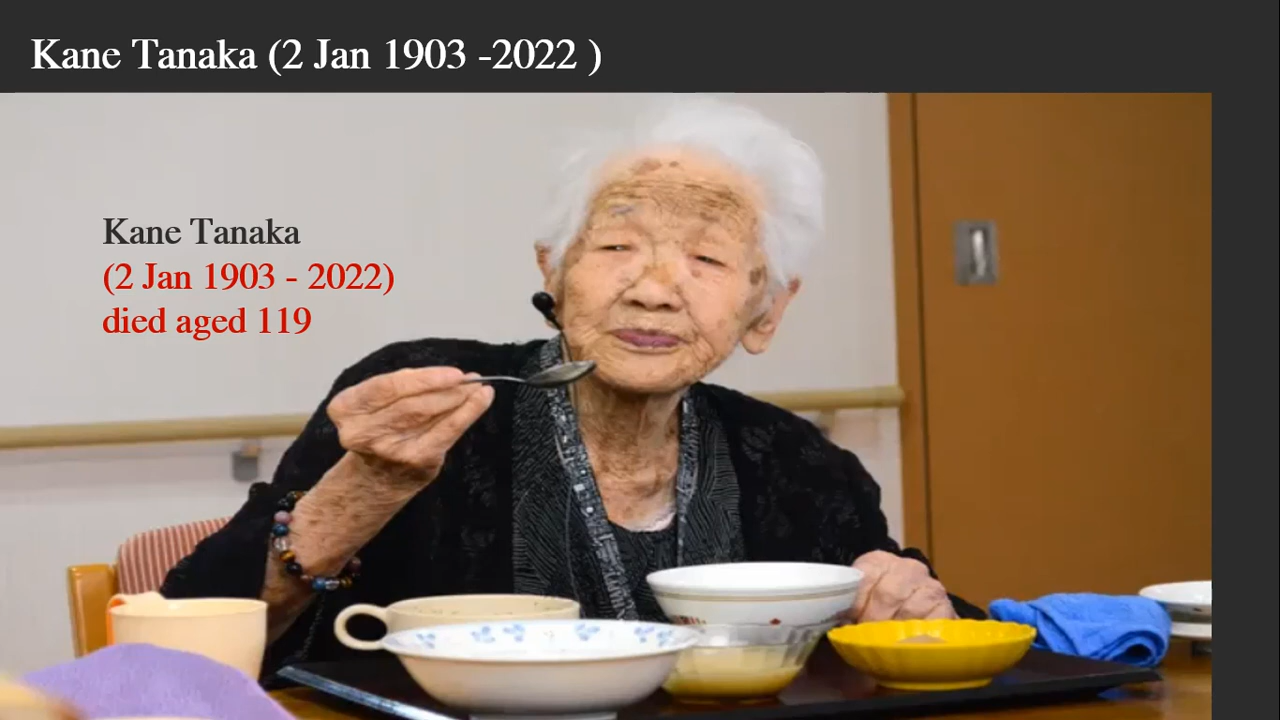 Kane Tanaka (2 Jan 1903 -2022 )
Kane Tanaka
(2 Jan 1903 - 2022)
died aged 119